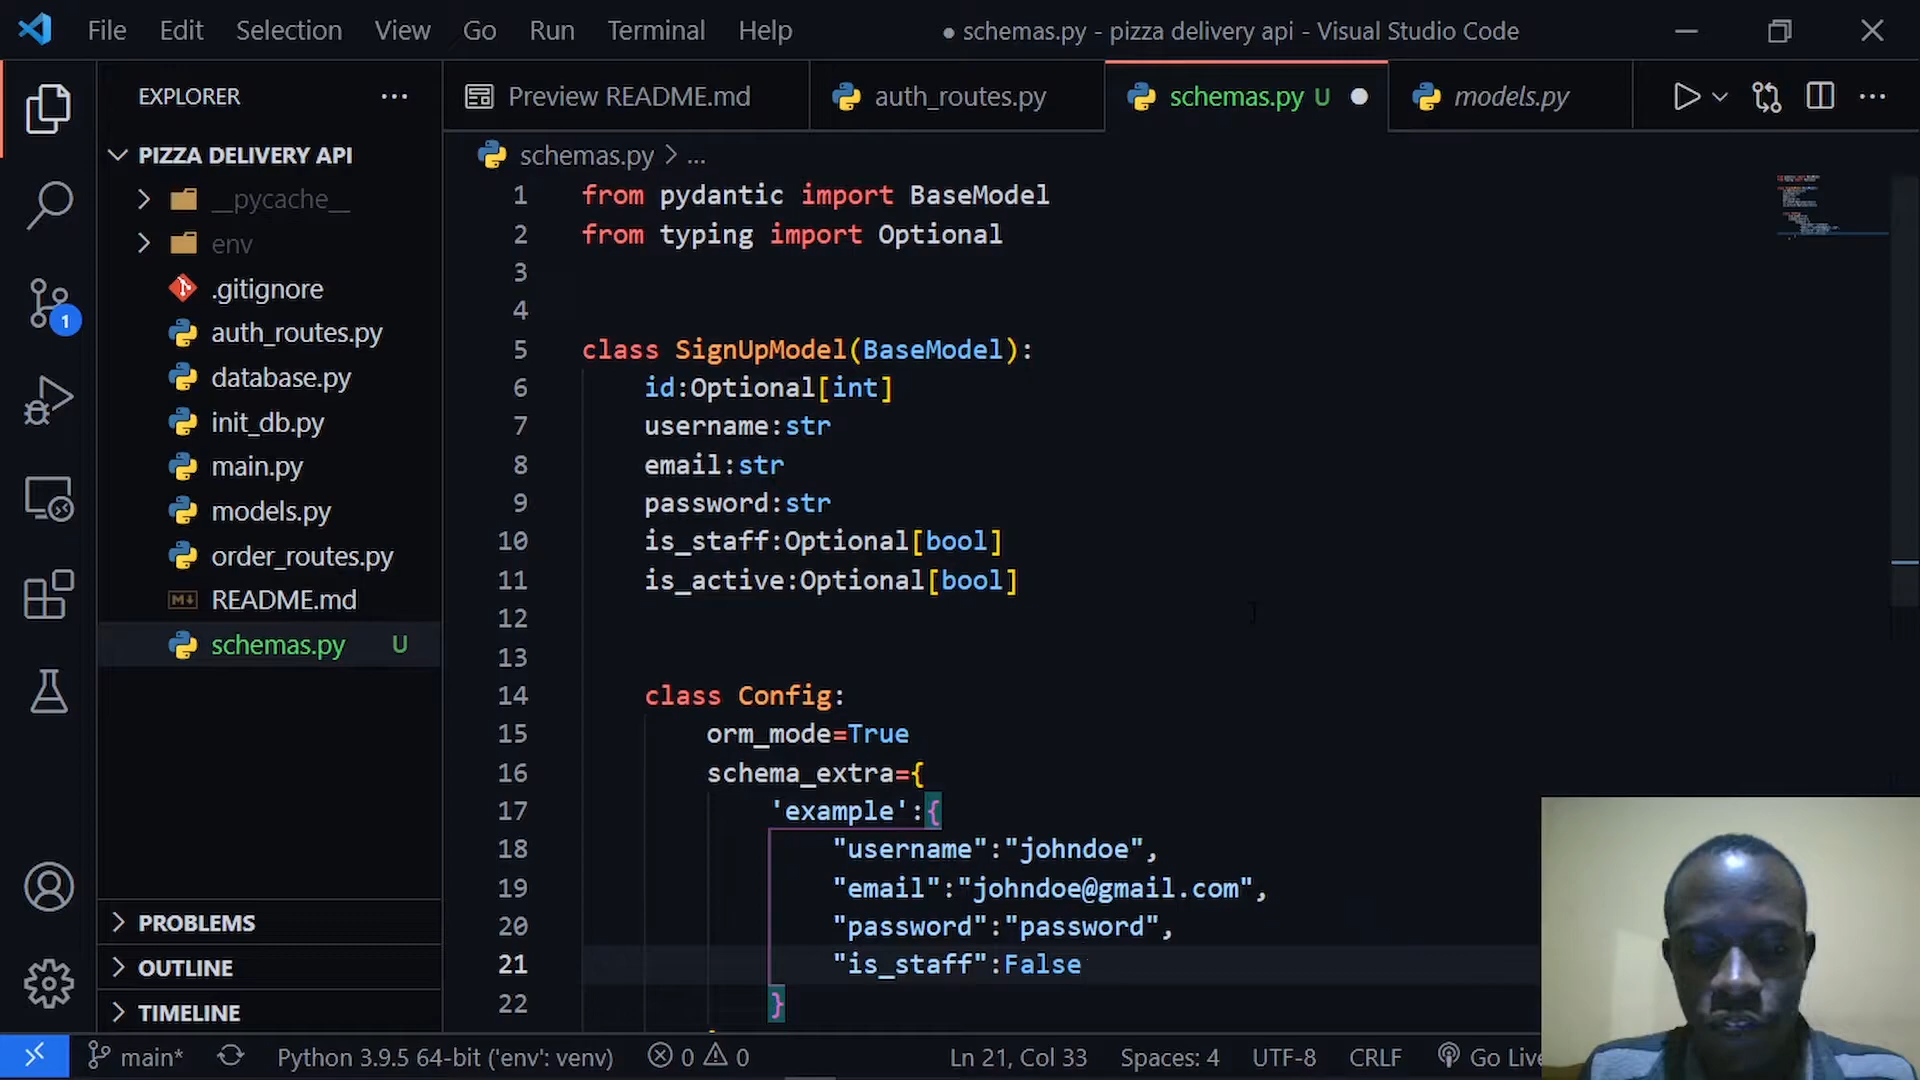 File Edit Selection View Go Run Terminal Help
● schemas.py - pizza delivery api - Visual Studio Code
EXPLORER
Preview README.md
auth_routes.py
schemas.py U
models.py
PIZZA DELIVERY API
__pycache__
env
.gitignore
auth_routes.py
database.py
init_db.py
main.py
models.py
order_routes.py
README.md
schemas.py U
PROBLEMS
OUTLINE
TIMELINE
1
schemas.py > ...
1 from pydantic import BaseModel
2 from typing import Optional
3
4
5 class SignUpModel(BaseModel):
6 id:Optional[int]
7 username:str
8 email:str
9 password:str
10 is_staff:Optional[bool]
11 is_active:Optional[bool]
12
13
14 class Config:
15 orm_mode=True
16 schema_extra={
17 'example':{
18 "username":"johndoe",
19 "email":"johndoe@gmail.com",
20 "password":"password",
21 "is_staff":False
22 }
main* Python 3.9.5 64-bit ('env': venv) 0 0 Ln 21, Col 33 Spaces: 4 UTF-8 CRLF Go Live